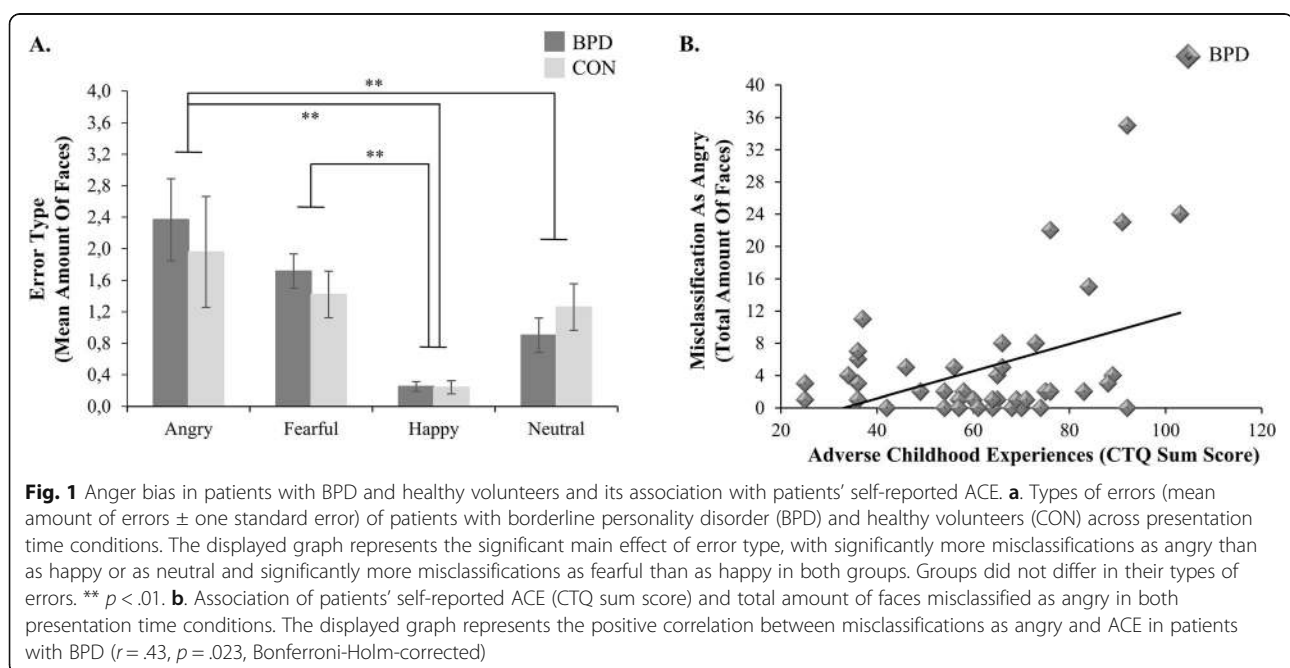 A.
BPD
CON
**
**
**
4,0
3,6
3,2
2,8
2,4
2,0
1,6
1,2
0,8
0,4
0,0
Error Type
(Mean Amount Of Faces)
Angry Fearful Happy Neutral
B.
BPD
40
36
32
28
24
20
16
12
8
4
0
Misclassification As Angry
(Total Amount Of Faces)
20 40 60 80 100 120
Adverse Childhood Experiences (CTQ Sum Score)
Fig. 1 Anger bias in patients with BPD and healthy volunteers and its association with patients' self-reported ACE. a. Types of errors (mean
amount of errors ± one standard error) of patients with borderline personality disorder (BPD) and healthy volunteers (CON) across presentation
time conditions. The displayed graph represents the significant main effect of error type, with significantly more misclassifications as angry than
as happy or as neutral and significantly more misclassifications as fearful than as happy in both groups. Groups did not differ in their types of
errors. ** p < .01. b. Association of patients' self-reported ACE (CTQ sum score) and total amount of faces misclassified as angry in both
presentation time conditions. The displayed graph represents the positive correlation between misclassifications as angry and ACE in patients
with BPD (r = .43, p = .023, Bonferroni-Holm-corrected)